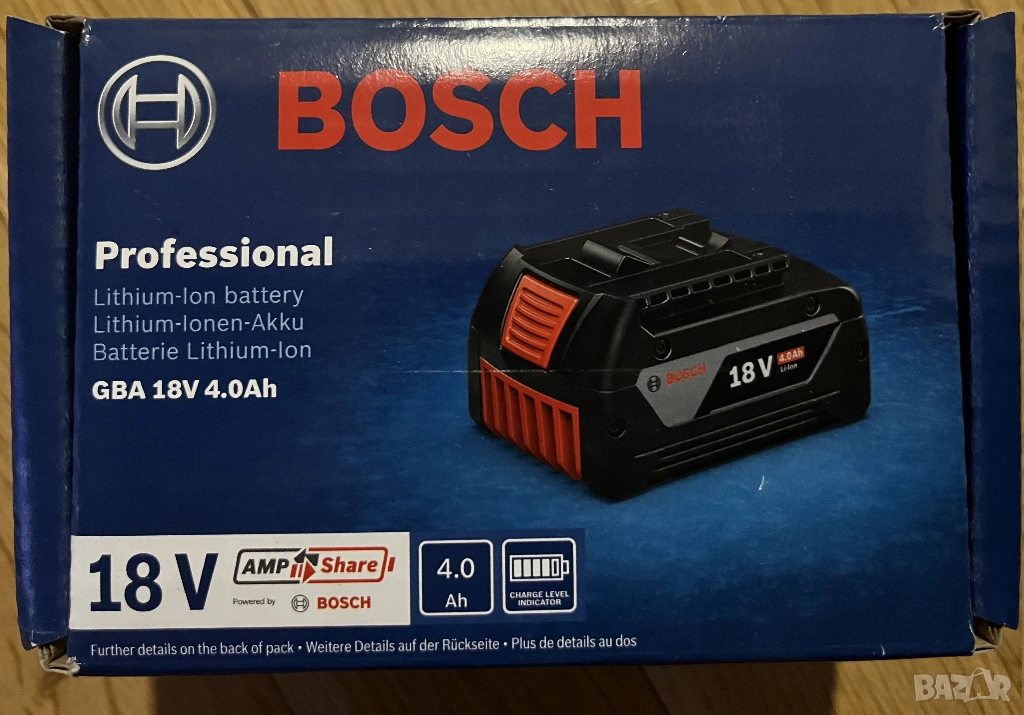 BOSCH
Professional
Lithium-Ion battery
Lithium-Ionen-Akku
Batterie Lithium-Ion
GBA 18V 4.0Ah
BOSCH 18V 4.0Ah
Li-Ion
18 V AMP Share
Powered by BOSCH
4.0
Ah
CHARGE LEVEL
INDICATOR
Further details on the back of pack • Weitere Details auf der Rückseite • Plus de details au dos
BAZAR